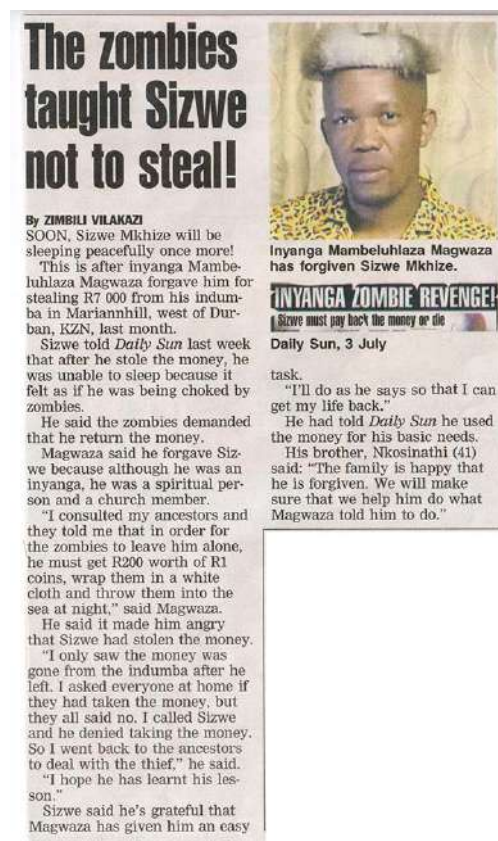 The zombies
taught Sizwe
not to steal!
By ZIMBILI VILAKAZI
SOON, Sizwe Mkhize will be
sleeping peacefully once more!
This is after inyanga Mambe-
luhlaza Magwaza forgave him for
stealing R7 000 from his indum-
ba in Mariannhill, west of Dur-
ban, KZN, last month.
Sizwe told Daily Sun last week
that after he stole the money, he
was unable to sleep because it
felt as if he was being choked by
zombies.
He said the zombies demanded
that he return the money.
Magwaza said he forgave Siz-
we because although he was an
inyanga, he was a spiritual per-
son and a church member.
"I consulted my ancestors and
they told me that in order for
the zombies to leave him alone,
he must get R200 worth of R1
coins, wrap them in a white
cloth and throw them into the
sea at night," said Magwaza.
He said it made him angry
that Sizwe had stolen the money.
"I only saw the money was
gone from the indumba after he
left. I asked everyone at home if
they had taken the money, but
they all said no. I called Sizwe
and he denied taking the money.
So I went back to the ancestors
to deal with the thief," he said.
"I hope he has learnt his les-
son."
Sizwe said he's grateful that
Magwaza has given him an easy
Inyanga Mambeluhlaza Magwaza
has forgiven Sizwe Mkhize.
INYANGA ZOMBIE REVENGE!
Sizwe must pay back the money or die
Daily Sun, 3 July
task.
"I'll do as he says so that I can
get my life back."
He had told Daily Sun he used
the money for his basic needs.
His brother, Nkosinathi (41)
said: "The family is happy that
he is forgiven. We will make
sure that we help him do what
Magwaza told him to do."